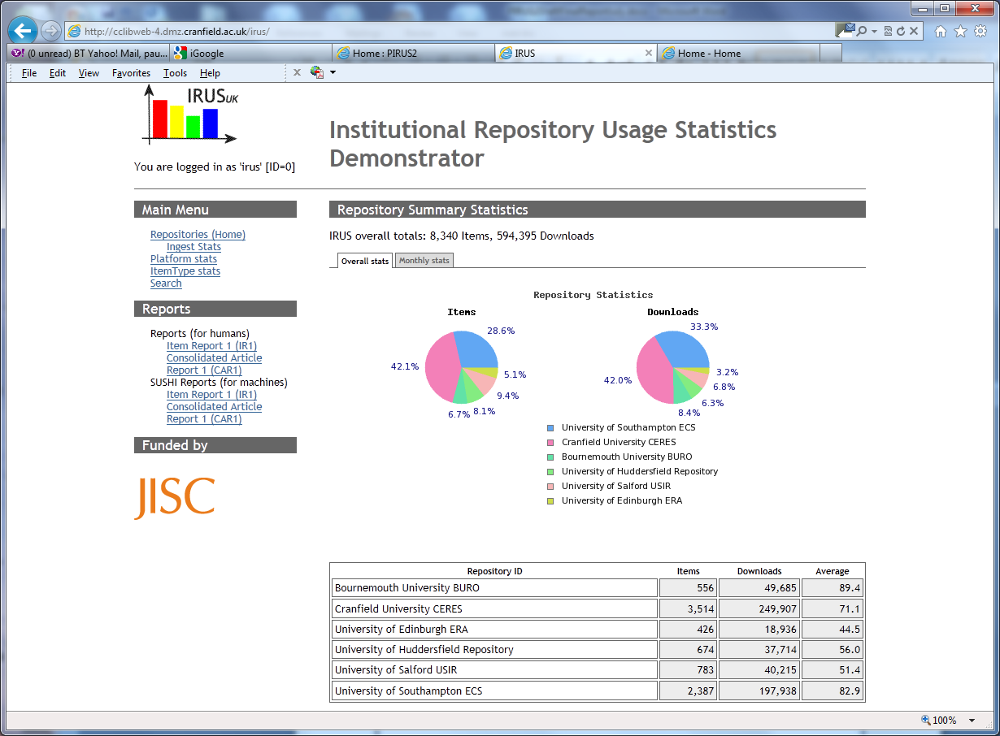 http://cclibweb-4.dmz.cranfield.ac.uk/irus/
(0 unread) BT Yahoo! Mail, pau...
iGoogle
Home : PIRUS2
IRUS
Home - Home
File Edit View Favorites Tools Help
IRUS UK
Institutional Repository Usage Statistics
Demonstrator
You are logged in as 'irus' [ID=0]
Main Menu
Repositories (Home)
Ingest Stats
Platform stats
ItemType stats
Search
Reports
Reports (for humans)
Item Report 1 (IR1)
Consolidated Article
Report 1 (CAR1)
SUSHI Reports (for machines)
Item Report 1 (IR1)
Consolidated Article
Report 1 (CAR1)
Funded by
JISC
Repository Summary Statistics
IRUS overall totals: 8,340 Items, 594,395 Downloads
Overall stats Monthly stats
Repository Statistics
Items
28.6%
42.1%
5.1%
9.4%
8.1%
6.7%
Downloads
33.3%
42.0%
3.2%
6.8%
6.3%
8.4%
University of Southampton ECS
Cranfield University CERES
Bournemouth University BURO
University of Huddersfield Repository
University of Salford USIR
University of Edinburgh ERA
Repository ID Items Downloads Average
Bournemouth University BURO 556 49,685 89.4
Cranfield University CERES 3,514 249,907 71.1
University of Edinburgh ERA 426 18,936 44.5
University of Huddersfield Repository 674 37,714 56.0
University of Salford USIR 783 40,215 51.4
University of Southampton ECS 2,387 197,938 82.9
100%